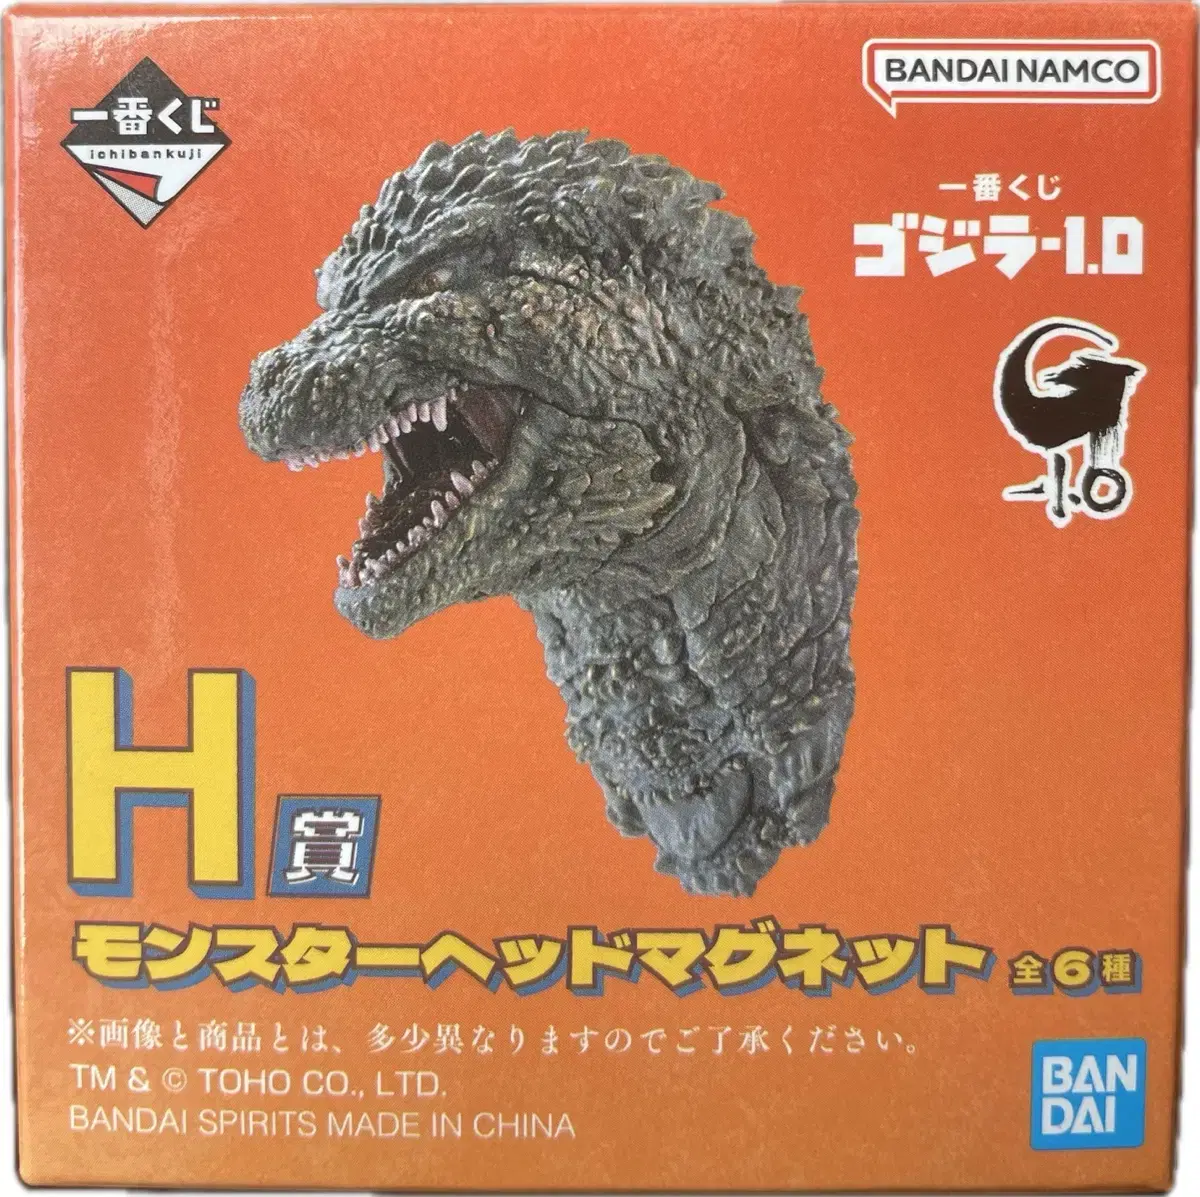 一番くじ
ichibankuji
BANDAI NAMCO
一番くじ
ゴジラ-1.0
G
-1.0
H
賞
モンスターヘッドマグネット 全6種
※画像と商品とは、多少異なりますのでご了承ください。
TM & © TOHO CO., LTD.
BANDAI SPIRITS MADE IN CHINA
BAN
DAI